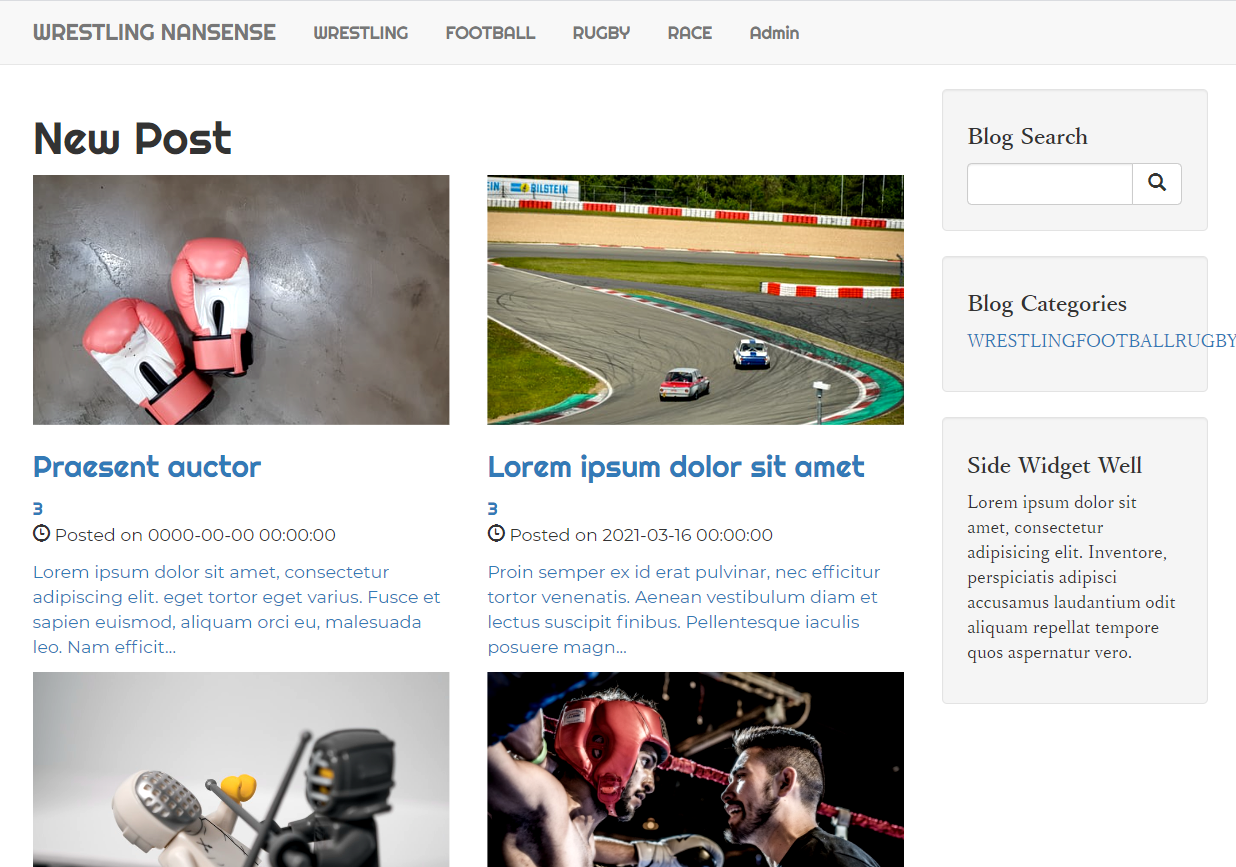 WRESTLING NANSENSE WRESTLING FOOTBALL RUGBY RACE Admin
New Post
BILSTEIN
Praesent auctor
3
Posted on 0000-00-00 00:00:00
Lorem ipsum dolor sit amet, consectetur
adipiscing elit. eget tortor eget varius. Fusce et
sapien euismod, aliquam orci eu, malesuada
leo. Nam efficit...
Lorem ipsum dolor sit amet
3
Posted on 2021-03-16 00:00:00
Proin semper ex id erat pulvinar, nec efficitur
tortor venenatis. Aenean vestibulum diam et
lectus suscipit finibus. Pellentesque iaculis
posuere magn...
Blog Search
Blog Categories
WRESTLINGFOOTBALLRUGBY
Side Widget Well
Lorem ipsum dolor sit
amet, consectetur
adipisicing elit. Inventore,
perspiciatis adipisci
accusamus laudantium odit
aliquam repellat tempore
quos aspernatur vero.